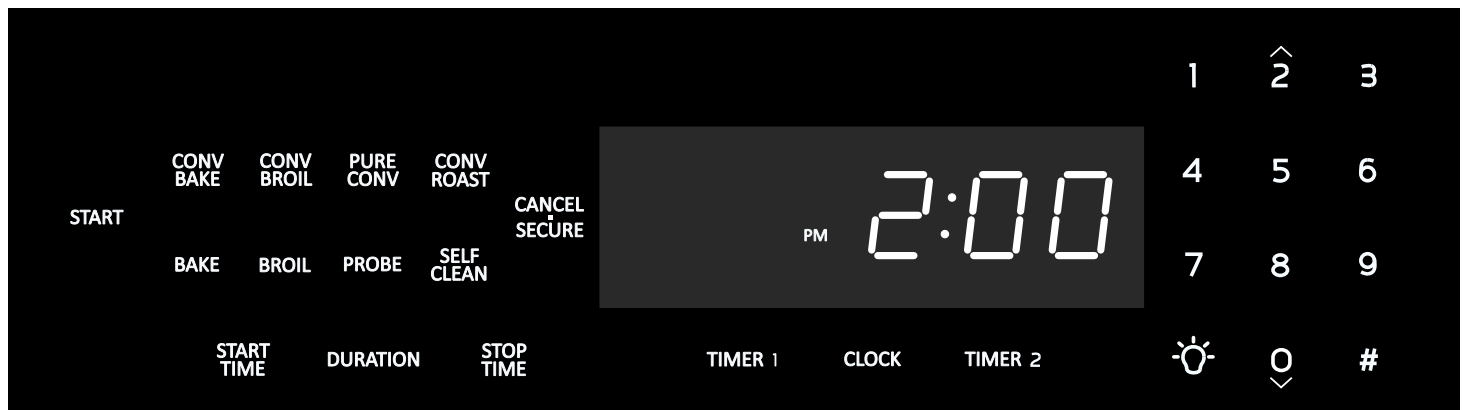 1 2 3
CONV BAKE
CONV BROIL
PURE CONV
CONV ROAST
4 5 6
START
CANCEL
SECURE
PM 2:00
BAKE
BROIL
PROBE
SELF CLEAN
7 8 9
START TIME
DURATION
STOP TIME
TIMER 1
CLOCK
TIMER 2
0 #